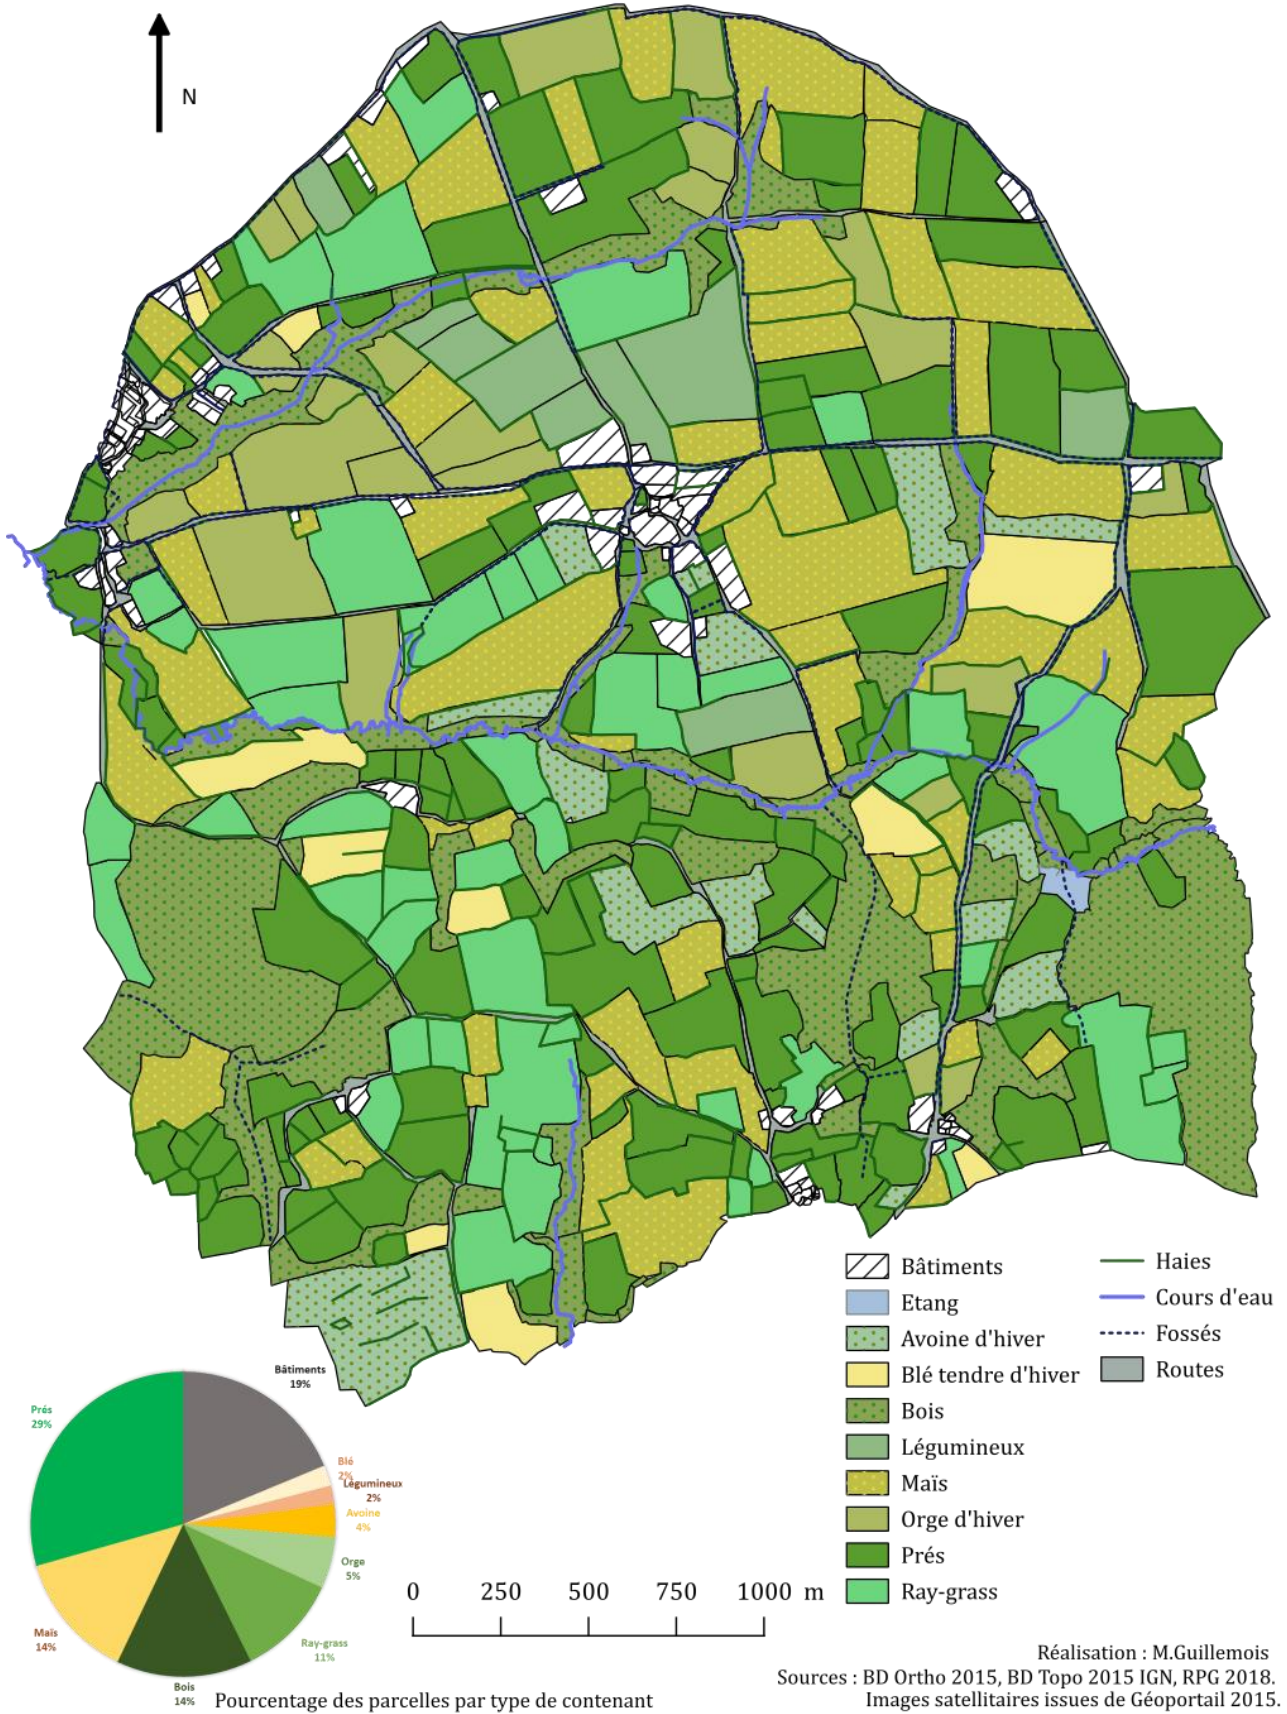 N
Bâtiments
Etang
Avoine d'hiver
Blé tendre d'hiver
Bois
Légumineux
Maïs
Orge d'hiver
Prés
Ray-grass
Haies
Cours d'eau
Fossés
Routes
Bâtiments
19%
Blé
2%
Légumineux
2%
Avoine
4%
Orge
5%
Ray-grass
11%
Bois
14%
Maïs
14%
Prés
29%
Pourcentage des parcelles par type de contenant
0 250 500 750 1000 m
Réalisation : M.Guillemois
Sources : BD Ortho 2015, BD Topo 2015 IGN, RPG 2018.
Images satellitaires issues de Géoportail 2015.